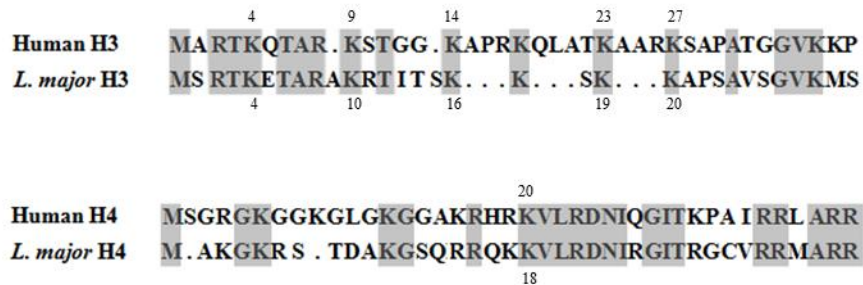 4 9 14 23 27
Human H3 MARTKQTAR.KSTGG.KAPRKQLATKAARKSAPATGGVKKP
L. major H3 MSRTKETARAKRTITSK...K...SK...KAPSAVSGVKMS
4 10 16 19 20
20
Human H4 MSGRGKGGKGLGKGGAKRHRKVLRDNIQGITKPAIRRLARR
L. major H4 M.AKGKRS.TDAKGSQRRQKKVLRDNIRGITRGCVRRMARR
18